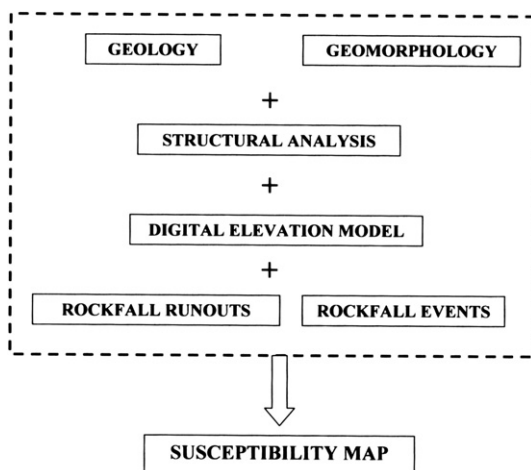 GEOLOGY GEOMORPHOLOGY
+
STRUCTURAL ANALYSIS
+
DIGITAL ELEVATION MODEL
+
ROCKFALL RUNOUTS ROCKFALL EVENTS
SUSCEPTIBILITY MAP